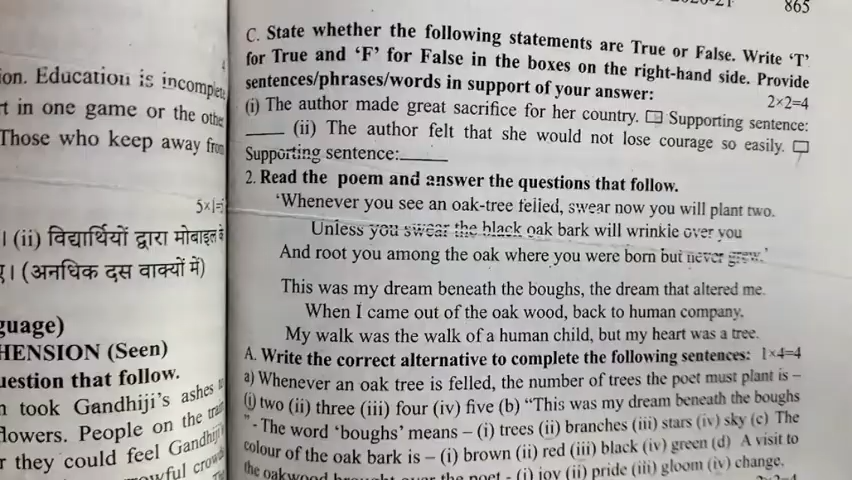 ion. Education is incomplete
rt in one game or the other
Those who keep away from
5×1=5
। (ii) विद्यार्थियों द्वारा मोबाइल के
ए। (अनधिक दस वाक्यों में)
guage)
HENSION (Seen)
uestion that follow.
n took Gandhiji's ashes to
flowers. People on the train
r they could feel Gandhiji
865
C. State whether the following statements are True or False. Write 'T'
for True and 'F' for False in the boxes on the right-hand side. Provide
sentences/phrases/words in support of your answer: 2×2=4
(i) The author made great sacrifice for her country. □ Supporting sentence:
____ (ii) The author felt that she would not lose courage so easily. □
Supporting sentence:____
2. Read the poem and answer the questions that follow.
'Whenever you see an oak-tree felled, swear now you will plant two.
Unless you swear the black oak bark will wrinkle over you
And root you among the oak where you were born but never grew.'
This was my dream beneath the boughs, the dream that altered me.
When I came out of the oak wood, back to human company,
My walk was the walk of a human child, but my heart was a tree.
A. Write the correct alternative to complete the following sentences: 1×4=4
a) Whenever an oak tree is felled, the number of trees the poet must plant is –
(i) two (ii) three (iii) four (iv) five (b) "This was my dream beneath the boughs
" - The word 'boughs' means – (i) trees (ii) branches (iii) stars (iv) sky (c) The
colour of the oak bark is – (i) brown (ii) red (iii) black (iv) green (d) A visit to
the oakwood brought over the poet - (i) joy (ii) pride (iii) gloom (iv) change.